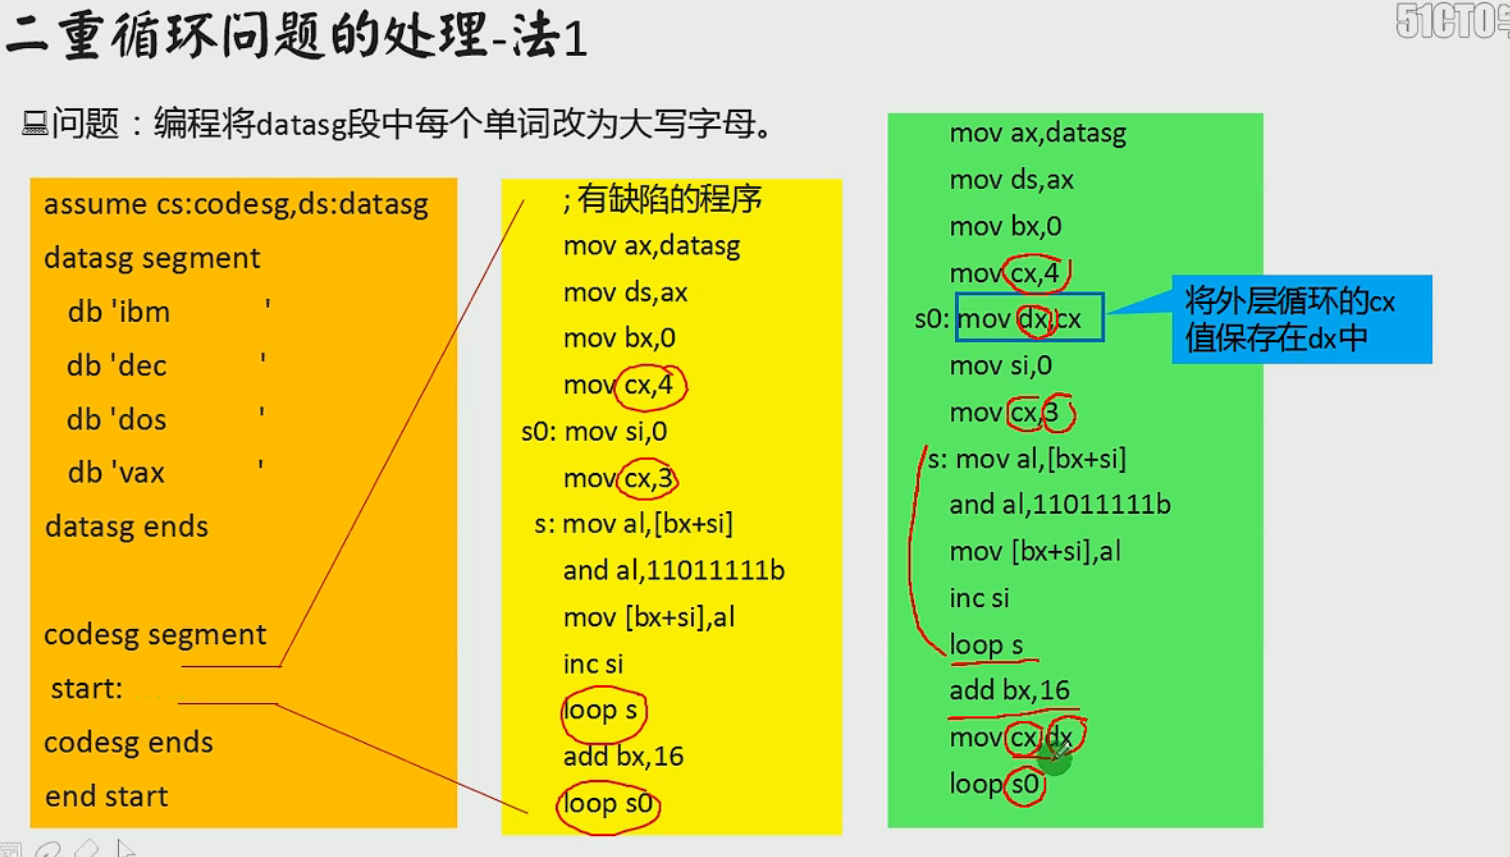 二重循环问题的处理-法1
51CTO学
问题：编程将datasg段中每个单词改为大写字母。
assume cs:codesg,ds:datasg
datasg segment
db 'ibm            '
db 'dec            '
db 'dos            '
db 'vax            '
datasg ends
codesg segment
start: ......
codesg ends
end start
; 有缺陷的程序
mov ax,datasg
mov ds,ax
mov bx,0
mov cx,4
s0: mov si,0
mov cx,3
s: mov al,[bx+si]
and al,11011111b
mov [bx+si],al
inc si
loop s
add bx,16
loop s0
mov ax,datasg
mov ds,ax
mov bx,0
mov cx,4
s0: mov dx,cx
mov si,0
mov cx,3
s: mov al,[bx+si]
and al,11011111b
mov [bx+si],al
inc si
loop s
add bx,16
mov cx,dx
loop s0
将外层循环的cx
值保存在dx中